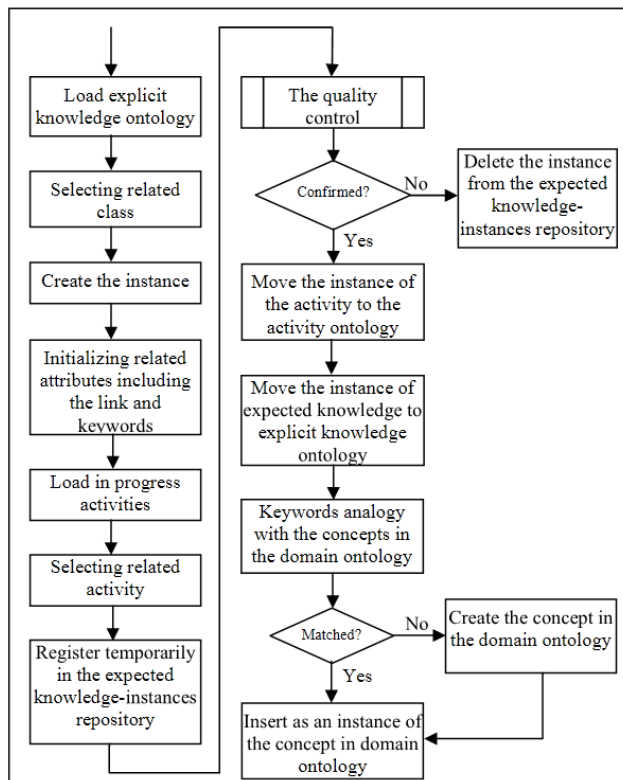 Load explicit
knowledge ontology
Selecting related
class
Create the instance
Initializing related
attributes including
the link and
keywords
Load in progress
activities
Selecting related
activity
Register temporarily
in the expected
knowledge-instances
repository
The quality
control
Confirmed?
No
Delete the instance
from the expected
knowledge-
instances repository
Yes
Move the instance of
the activity to the
activity ontology
Move the instance of
expected knowledge to
explicit knowledge
ontology
Keywords analogy
with the concepts in
the domain ontology
Matched?
No
Create the concept in
the domain ontology
Yes
Insert as an instance of
the concept in domain
ontology